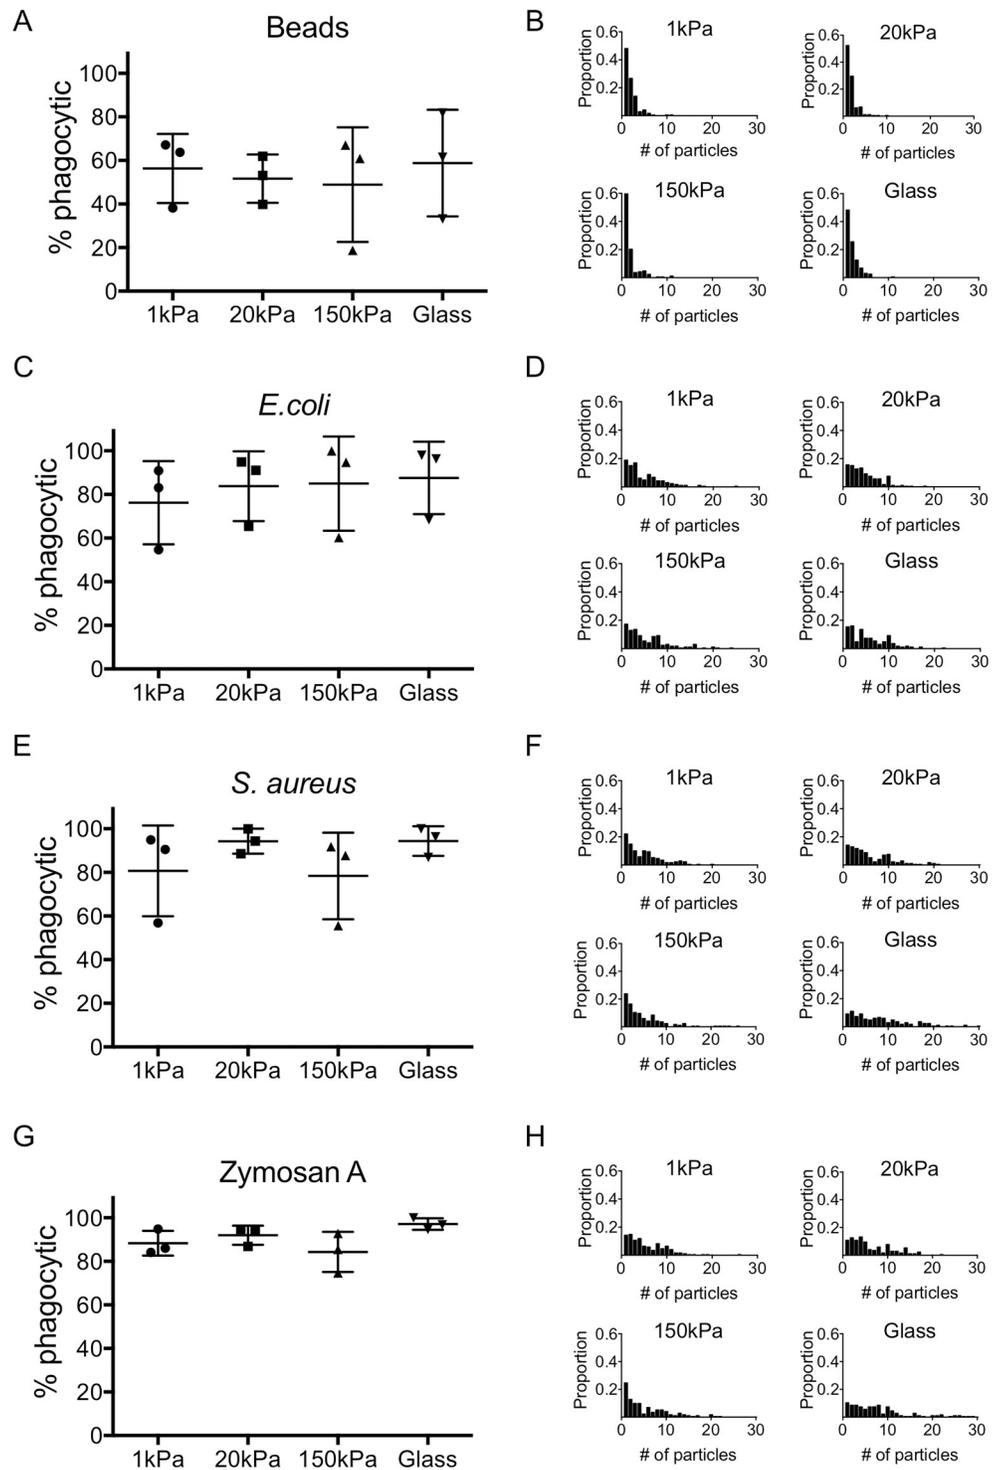 A
Beads
% phagocytic
100
80
60
40
20
0
1kPa 20kPa 150kPa Glass
B
1kPa
Proportion
0.6
0.4
0.2
0 10 20 30
# of particles
20kPa
Proportion
0.6
0.4
0.2
0 10 20 30
# of particles
150kPa
Proportion
0.6
0.4
0.2
0 10 20 30
# of particles
Glass
Proportion
0.6
0.4
0.2
0 10 20 30
# of particles
C
E.coli
% phagocytic
100
80
60
40
20
0
1kPa 20kPa 150kPa Glass
D
1kPa
Proportion
0.6
0.4
0.2
0 10 20 30
# of particles
20kPa
Proportion
0.6
0.4
0.2
0 10 20 30
# of particles
150kPa
Proportion
0.6
0.4
0.2
0 10 20 30
# of particles
Glass
Proportion
0.6
0.4
0.2
0 10 20 30
# of particles
E
S. aureus
% phagocytic
100
80
60
40
20
0
1kPa 20kPa 150kPa Glass
F
1kPa
Proportion
0.6
0.4
0.2
0 10 20 30
# of particles
20kPa
Proportion
0.6
0.4
0.2
0 10 20 30
# of particles
150kPa
Proportion
0.6
0.4
0.2
0 10 20 30
# of particles
Glass
Proportion
0.6
0.4
0.2
0 10 20 30
# of particles
G
Zymosan A
% phagocytic
100
80
60
40
20
0
1kPa 20kPa 150kPa Glass
H
1kPa
Proportion
0.6
0.4
0.2
0 10 20 30
# of particles
20kPa
Proportion
0.6
0.4
0.2
0 10 20 30
# of particles
150kPa
Proportion
0.6
0.4
0.2
0 10 20 30
# of particles
Glass
Proportion
0.6
0.4
0.2
0 10 20 30
# of particles